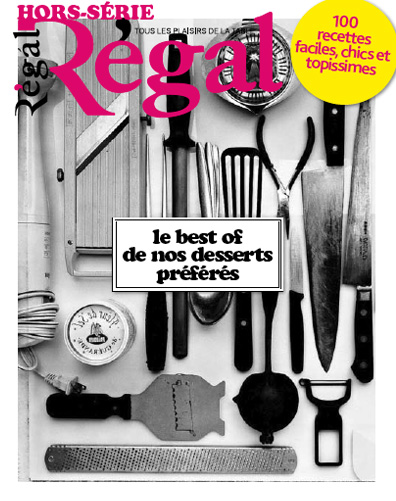 HORS-SÉRIE
Régal
TOUS LES PLAISIRS DE LA TABLE
Régal
100
recettes
faciles, chics et
topissimes
le best of
de nos desserts
préférés